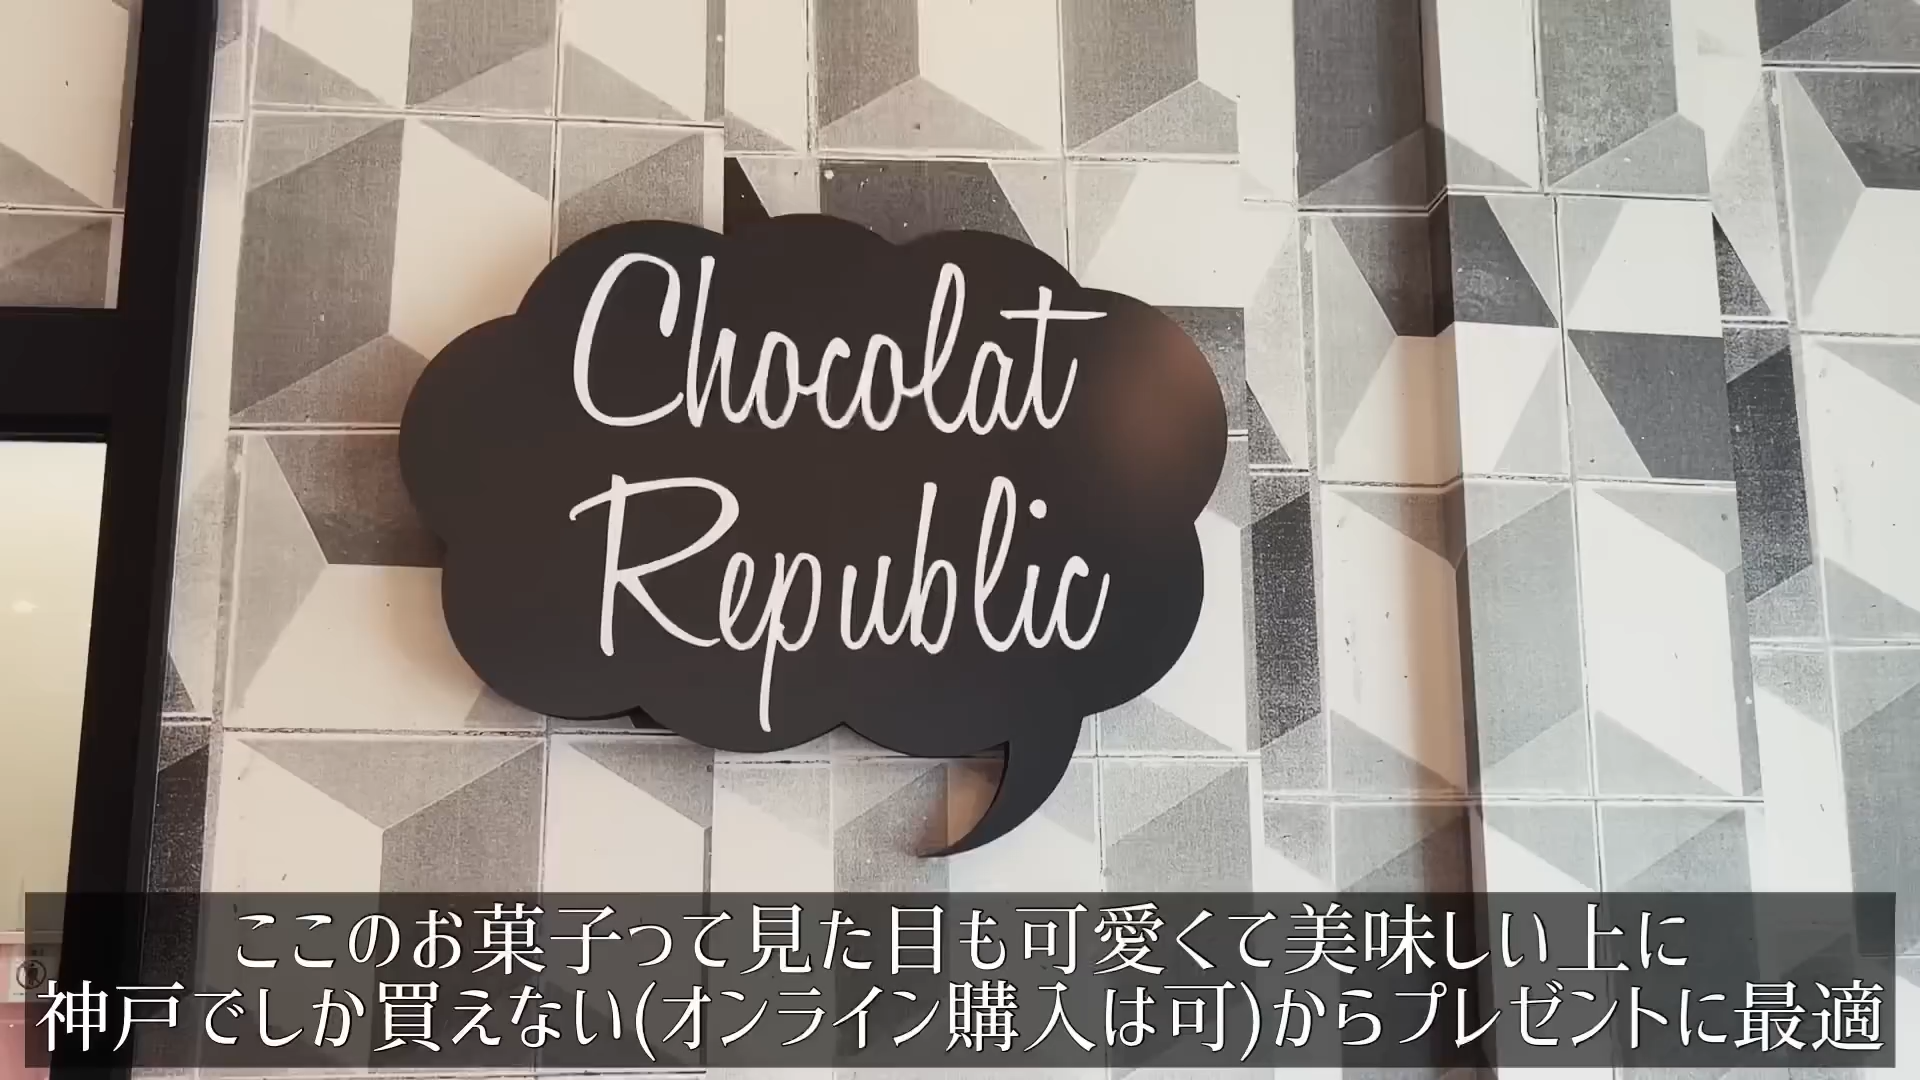 Chocolat
Republic
ここのお菓子って見た目も可愛くて美味しい上に
神戸でしか買えない(オンライン購入は可)からプレゼントに最適